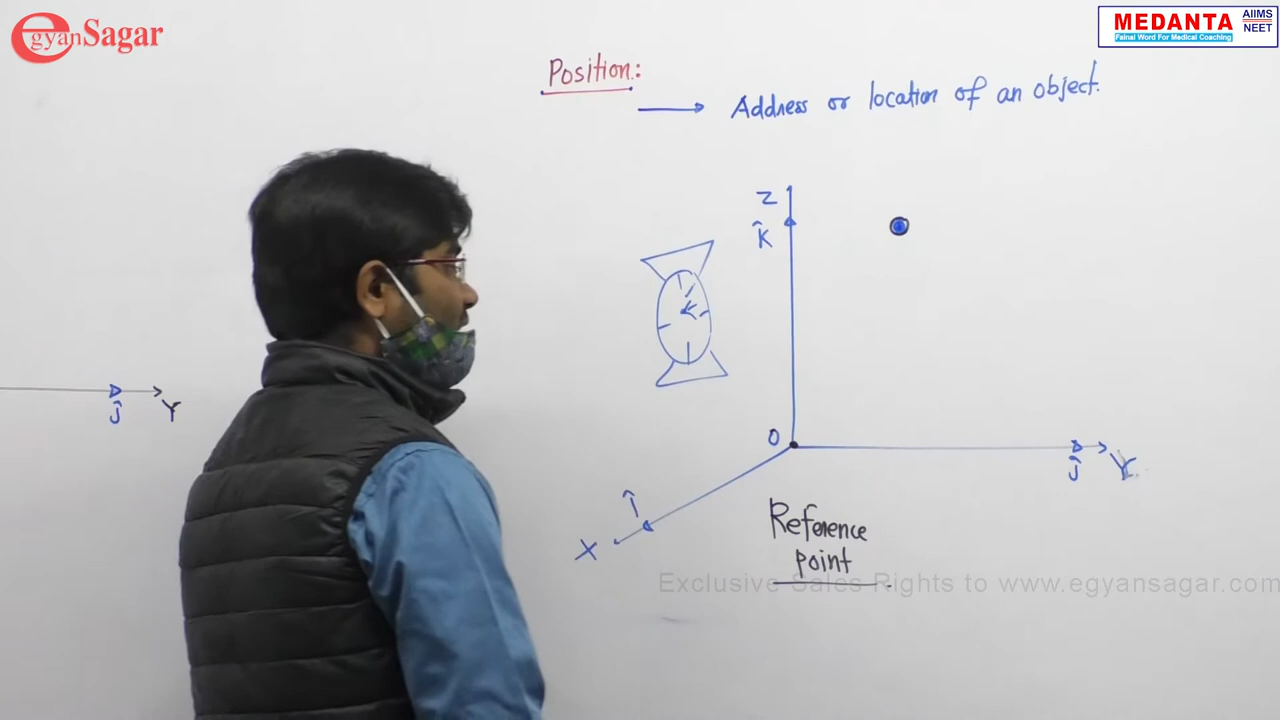 egyanSagar
MEDANTA AIIMS NEET
Fainal Word For Medical Coaching
Position:
→ Address or location of an object.
Z
k̂
O
ĵ Y
ĵ Y
î
X
Reference
point
Exclusive Sales Rights to www.egyansagar.com